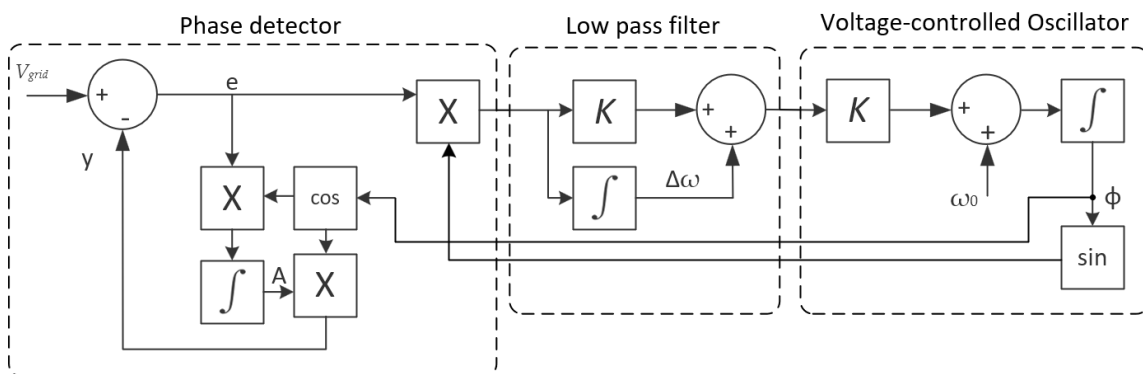 Phase detector
Low pass filter
Voltage-controlled Oscillator
V_grid
+
-
e
y
X
X
cos
∫
A
X
K
∫
Δω
+
+
K
+
+
ω₀
∫
ϕ
sin